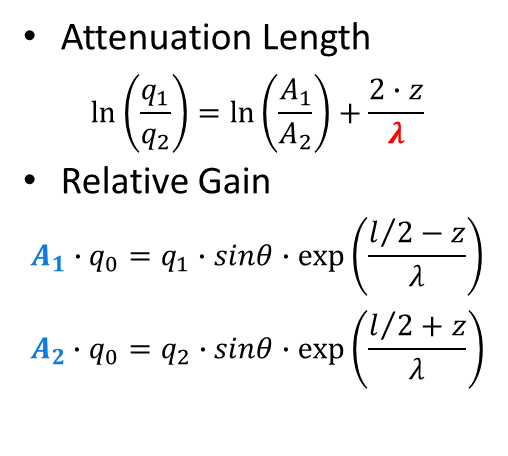 • Attenuation Length
ln(q₁/q₂) = ln(A₁/A₂) + 2 · z/λ
• Relative Gain
A₁ · q₀ = q₁ · sinθ · exp((l/2 − z)/λ)
A₂ · q₀ = q₂ · sinθ · exp((l/2 + z)/λ)